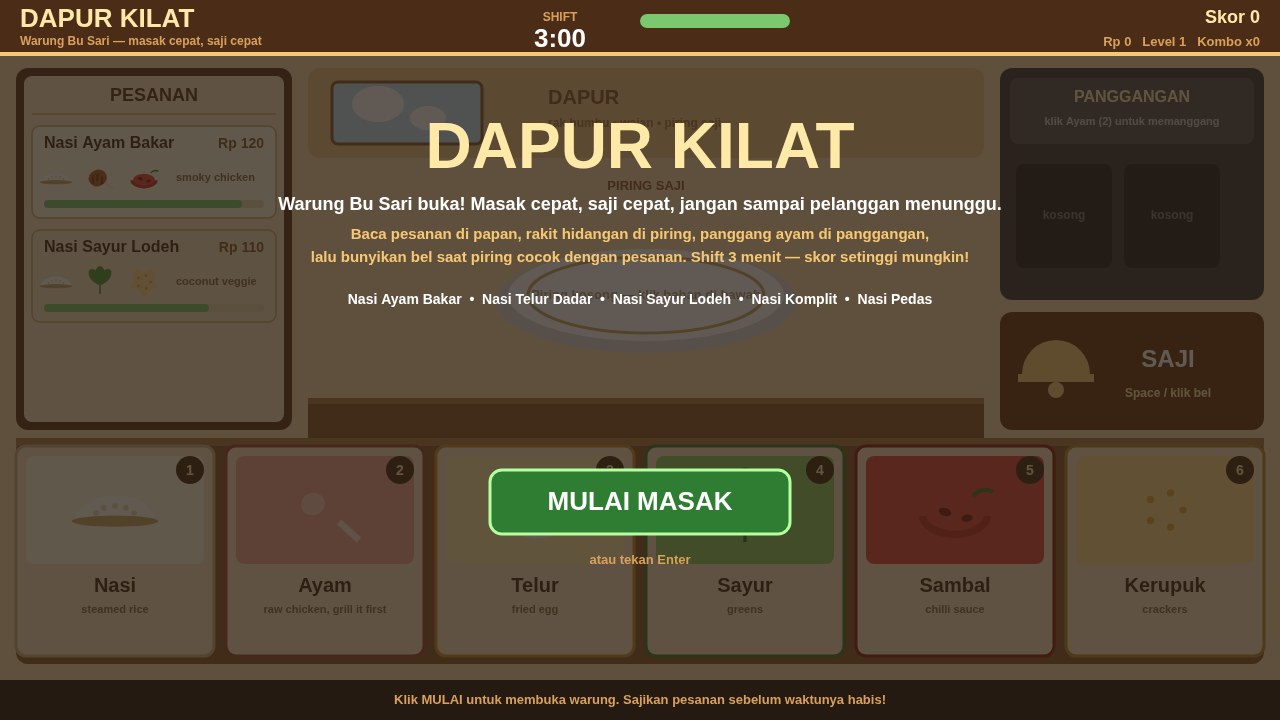 DAPUR KILAT
Warung Bu Sari — masak cepat, saji cepat
SHIFT
3:00
Skor 0
Rp 0 Level 1 Kombo x0
PESANAN
Nasi Ayam Bakar Rp 120
smoky chicken
Nasi Sayur Lodeh Rp 110
coconut veggie
DAPUR
DAPUR KILAT
PIRING SAJI
Warung Bu Sari buka! Masak cepat, saji cepat, jangan sampai pelanggan menunggu.
Baca pesanan di papan, rakit hidangan di piring, panggang ayam di panggangan,
lalu bunyikan bel saat piring cocok dengan pesanan. Shift 3 menit — skor setinggi mungkin!
Nasi Ayam Bakar • Nasi Telur Dadar • Nasi Sayur Lodeh • Nasi Komplit • Nasi Pedas
PANGGANGAN
klik Ayam (2) untuk memanggang
kosong kosong
SAJI
Space / klik bel
MULAI MASAK
atau tekan Enter
1
Nasi
steamed rice
2
Ayam
raw chicken, grill it first
Telur
fried egg
4
Sayur
greens
5
Sambal
chilli sauce
6
Kerupuk
crackers
Klik MULAI untuk membuka warung. Sajikan pesanan sebelum waktunya habis!